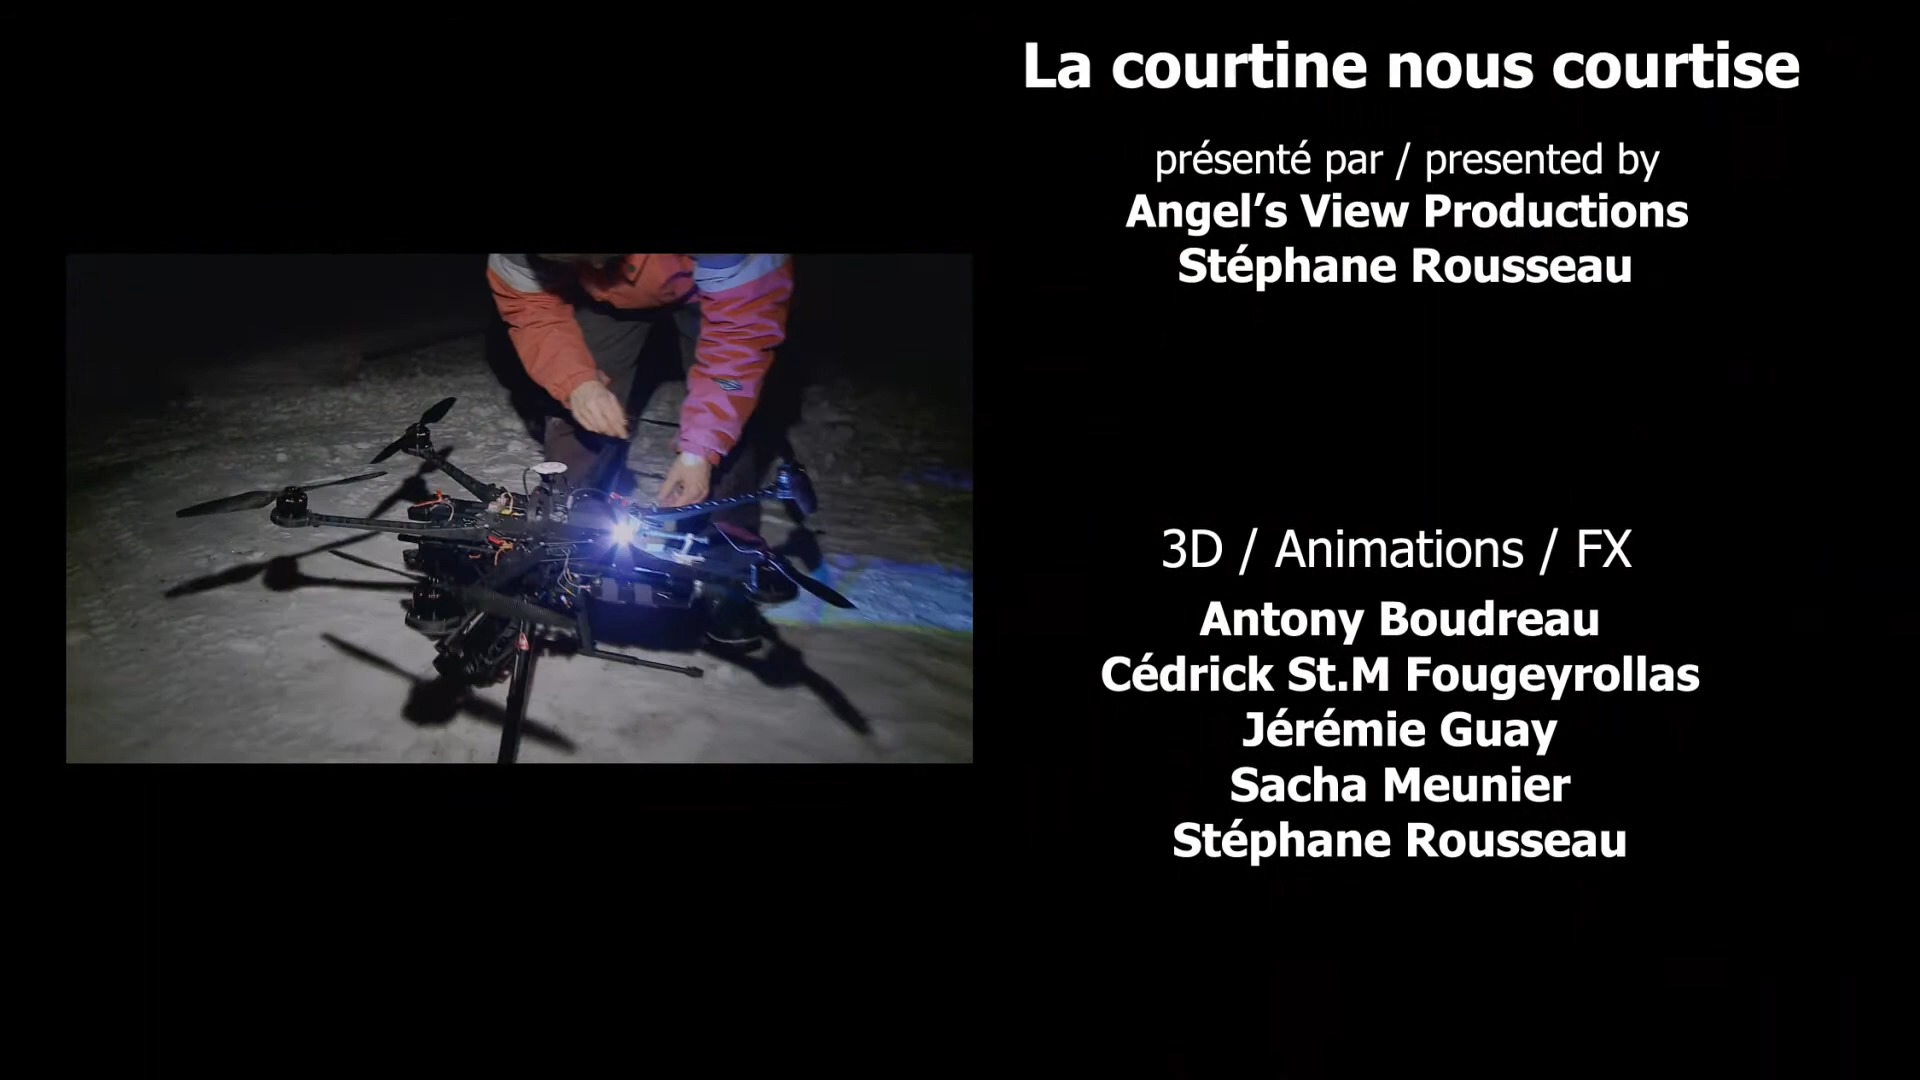 La courtine nous courtise
présenté par / presented by
Angel’s View Productions
Stéphane Rousseau
3D / Animations / FX
Antony Boudreau
Cédrick St.M Fougeyrollas
Jérémie Guay
Sacha Meunier
Stéphane Rousseau